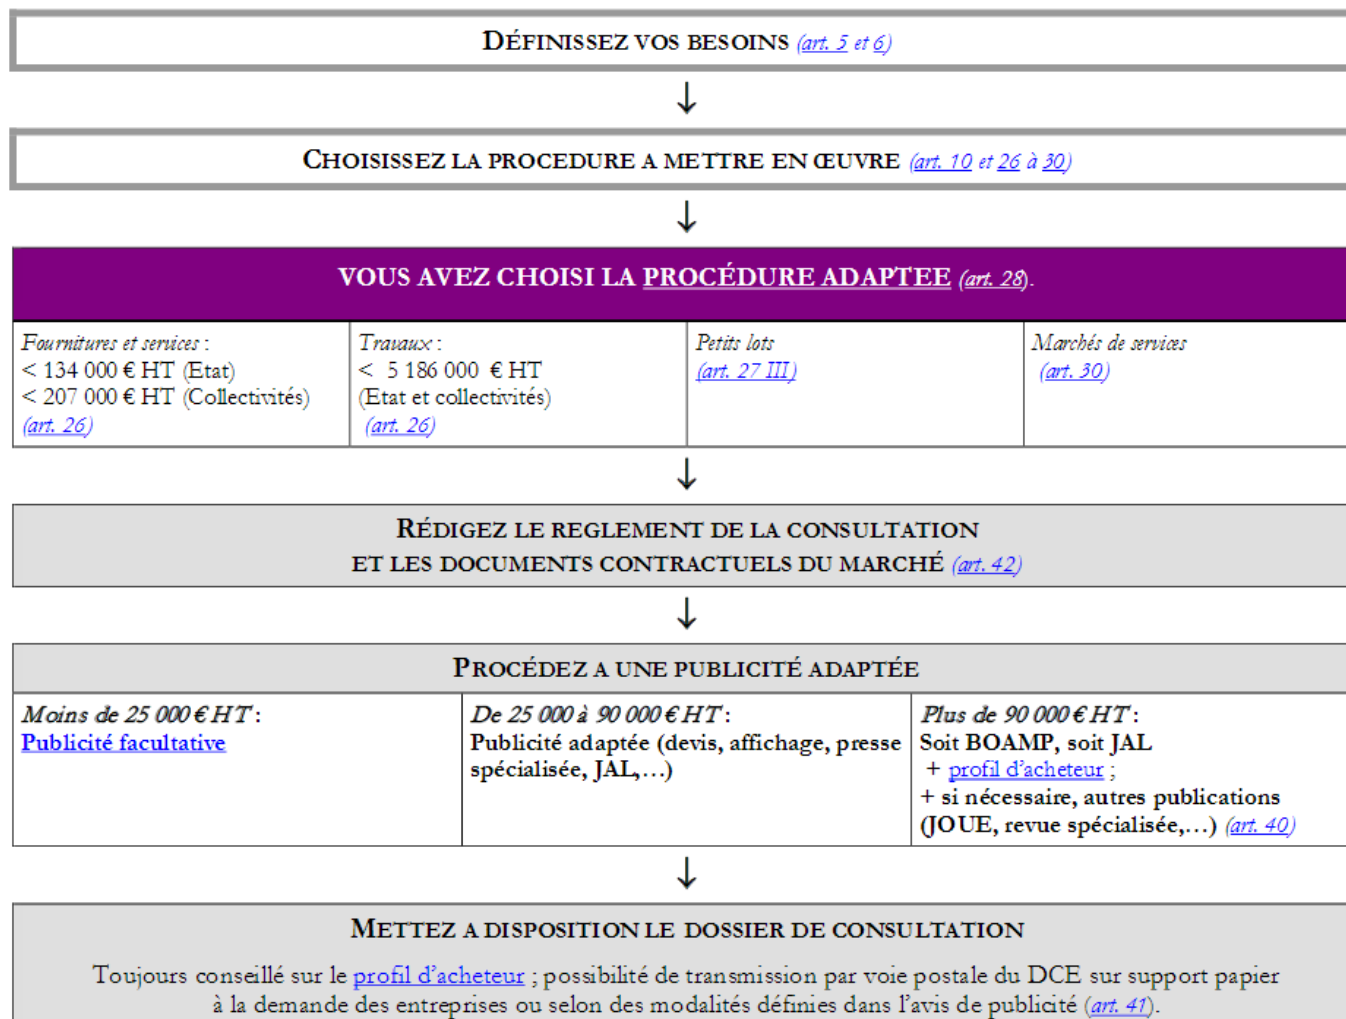 DÉFINISSEZ VOS BESOINS (art. 5 et 6)
↓
CHOISISSEZ LA PROCEDURE A METTRE EN ŒUVRE (art. 10 et 26 à 30)
↓
VOUS AVEZ CHOISI LA PROCÉDURE ADAPTEE (art. 28).
Fournitures et services :
< 134 000 € HT (Etat)
< 207 000 € HT (Collectivités)
(art. 26)
Travaux :
< 5 186 000 € HT
(Etat et collectivités)
(art. 26)
Petits lots
(art. 27 III)
Marchés de services
(art. 30)
↓
RÉDIGEZ LE REGLEMENT DE LA CONSULTATION
ET LES DOCUMENTS CONTRACTUELS DU MARCHÉ (art. 42)
↓
PROCÉDEZ A UNE PUBLICITÉ ADAPTÉE
Moins de 25 000 € HT :
Publicité facultative
De 25 000 à 90 000 € HT :
Publicité adaptée (devis, affichage, presse
spécialisée, JAL,…)
Plus de 90 000 € HT :
Soit BOAMP, soit JAL
+ profil d'acheteur ;
+ si nécessaire, autres publications
(JOUE, revue spécialisée,…) (art. 40)
↓
METTEZ A DISPOSITION LE DOSSIER DE CONSULTATION
Toujours conseillé sur le profil d'acheteur ; possibilité de transmission par voie postale du DCE sur support papier
à la demande des entreprises ou selon des modalités définies dans l'avis de publicité (art. 41).